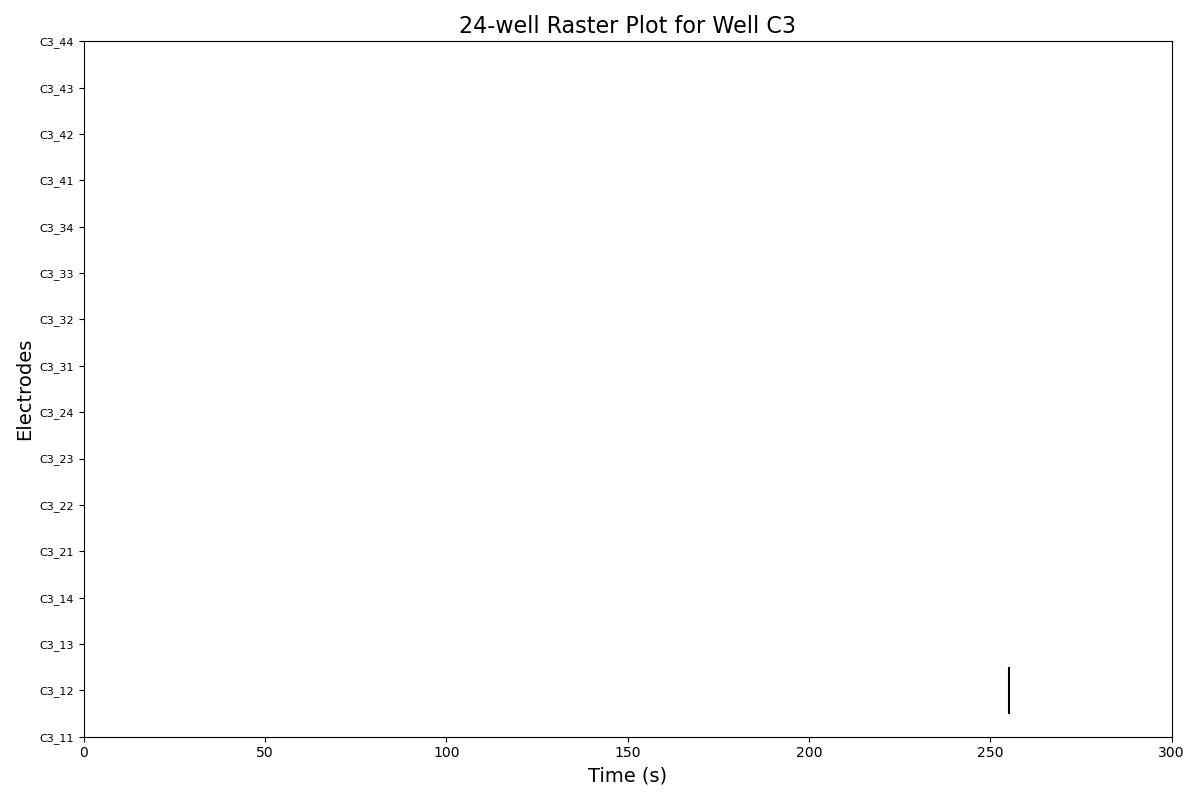 24-well Raster Plot for Well C3
C3_44
C3_43
C3_42
C3_41
C3_34
C3_33
C3_32
C3_31
C3_24
C3_23
C3_22
C3_21
C3_14
C3_13
C3_12
C3_11
Electrodes
0 50 100 150 200 250 300
Time (s)